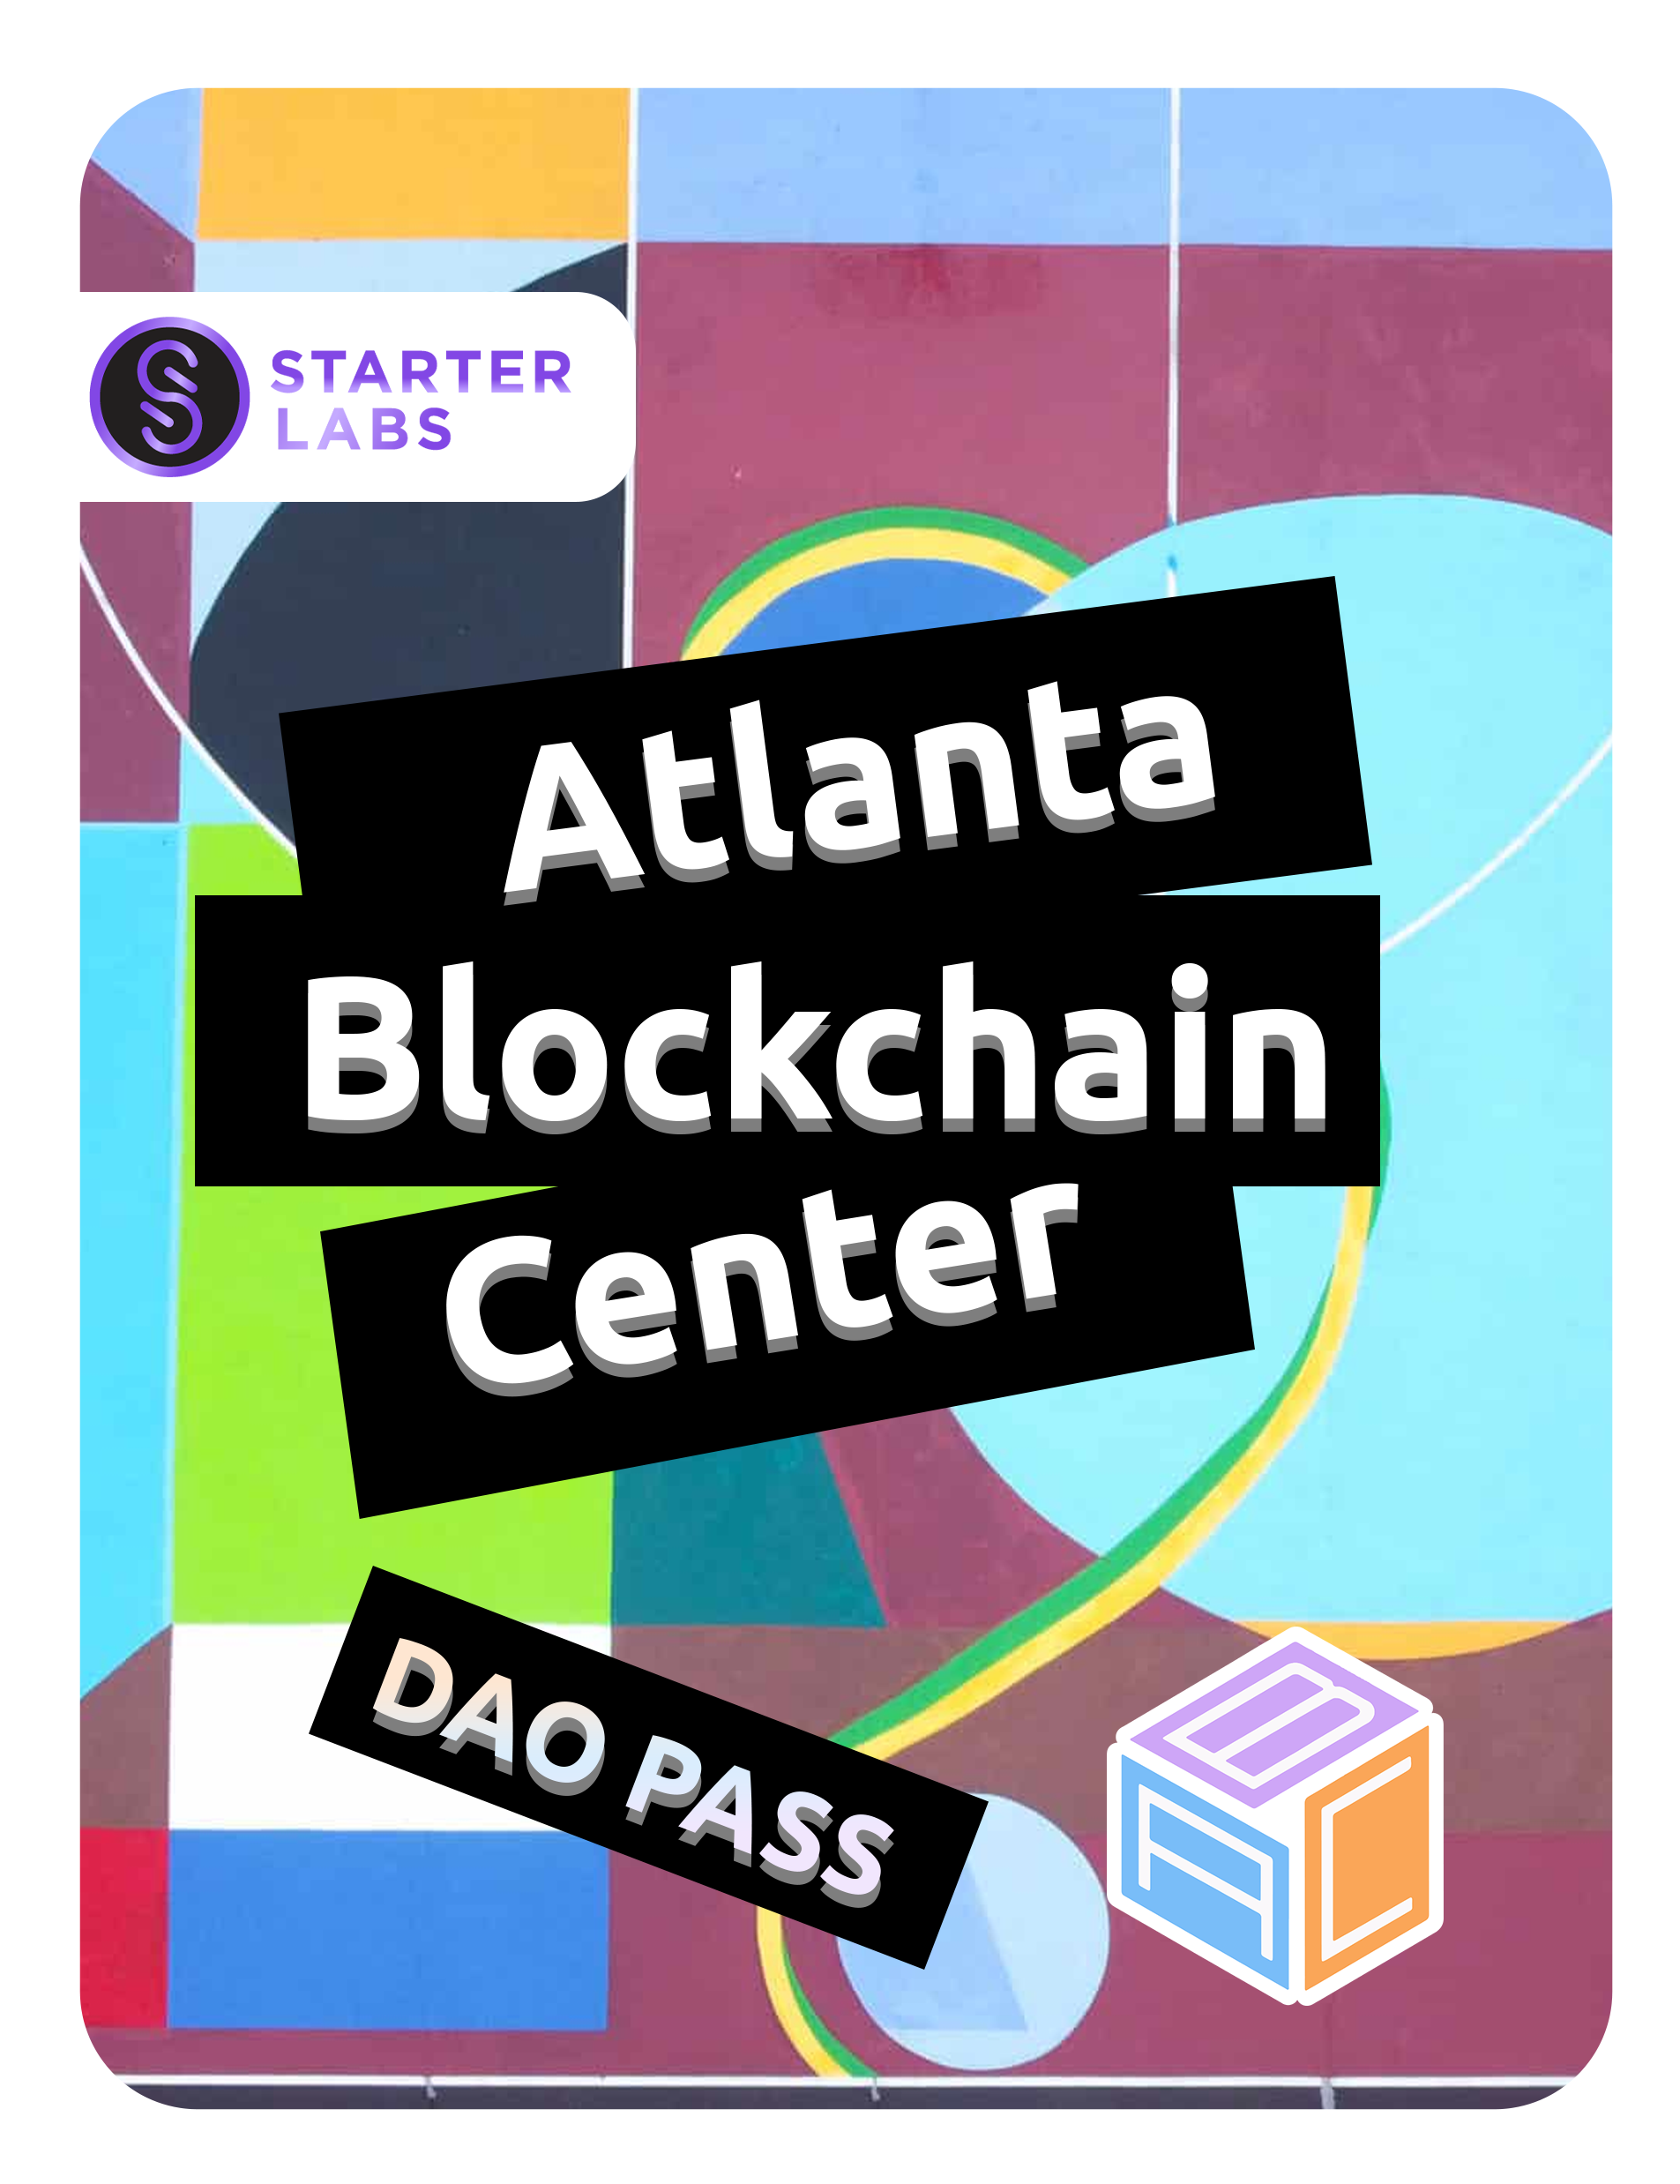 STARTER
LABS
Atlanta
Blockchain
Center
DAO PASS
B
A C